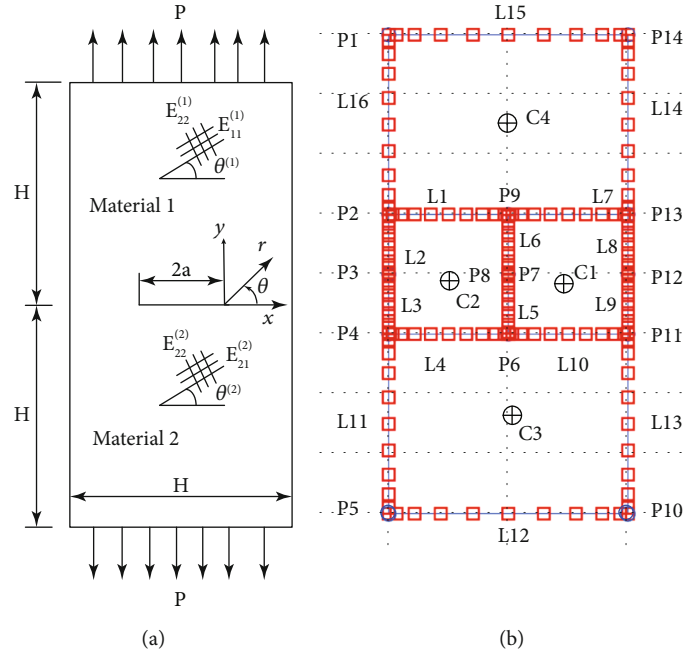 P
H
E22(1)
E11(1)
θ(1)
Material 1
y
r
2a
θ
x
H
E22(2)
E21(2)
θ(2)
Material 2
H
P
(a)
L15
P1
P14
L16
L14
C4
L1
P9
L7
P2
P13
L2
L6
L8
P3
P8
P7
C1
P12
C2
L3
L5
L9
P4
P11
L4
P6
L10
L11
L13
C3
P5
P10
L12
(b)